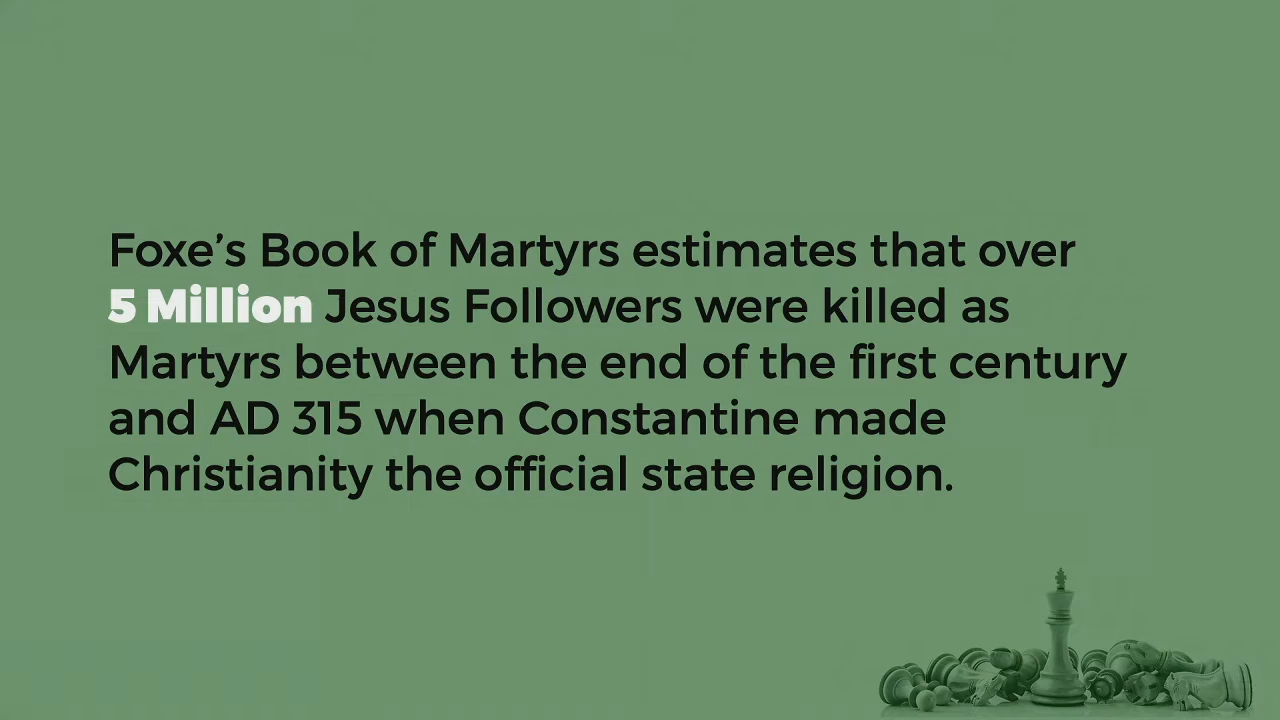 Foxe’s Book of Martyrs estimates that over
5 Million Jesus Followers were killed as
Martyrs between the end of the first century
and AD 315 when Constantine made
Christianity the official state religion.